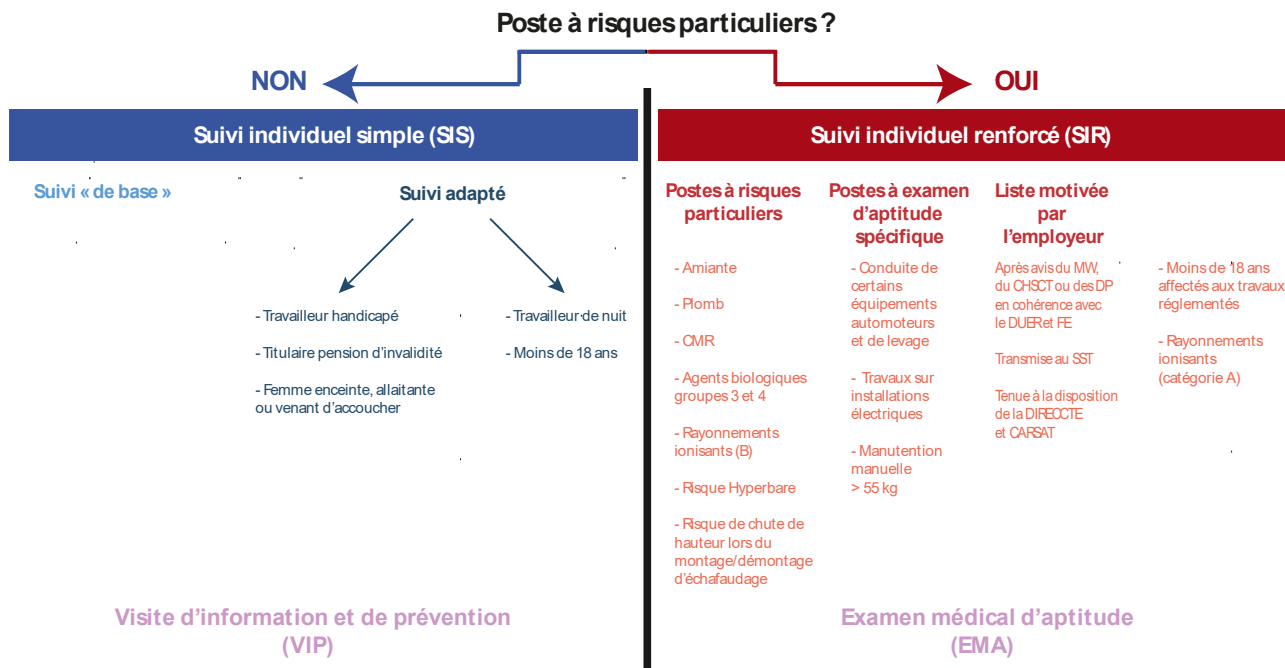 Poste à risques particuliers ?
NON
OUI
Suivi individuel simple (SIS)
Suivi « de base »
Suivi adapté
- Travailleur handicapé
- Titulaire pension d'invalidité
- Femme enceinte, allaitante
ou venant d'accoucher
- Travailleur de nuit
- Moins de 18 ans
Visite d'information et de prévention
(VIP)
Suivi individuel renforcé (SIR)
Postes à risques
particuliers
- Amiante
- Plomb
- CMR
- Agents biologiques
groupes 3 et 4
- Rayonnements
ionisants (B)
- Risque Hyperbare
- Risque de chute de
hauteur lors du
montage/démontage
d'échafaudage
Postes à examen
d'aptitude
spécifique
- Conduite de
certains
équipements
automoteurs
et de levage
- Travaux sur
installations
électriques
- Manutention
manuelle
> 55 kg
Liste motivée
par
l'employeur
Après avis du MW,
du CHSCT ou des DP
en cohérence avec
le DUER et FE
Transmise au SST
Tenue à la disposition
de la DIRECCTE
et CARSAT
- Moins de 18 ans
affectés aux travaux
réglementés
- Rayonnements
ionisants
(catégorie A)
Examen médical d'aptitude
(EMA)